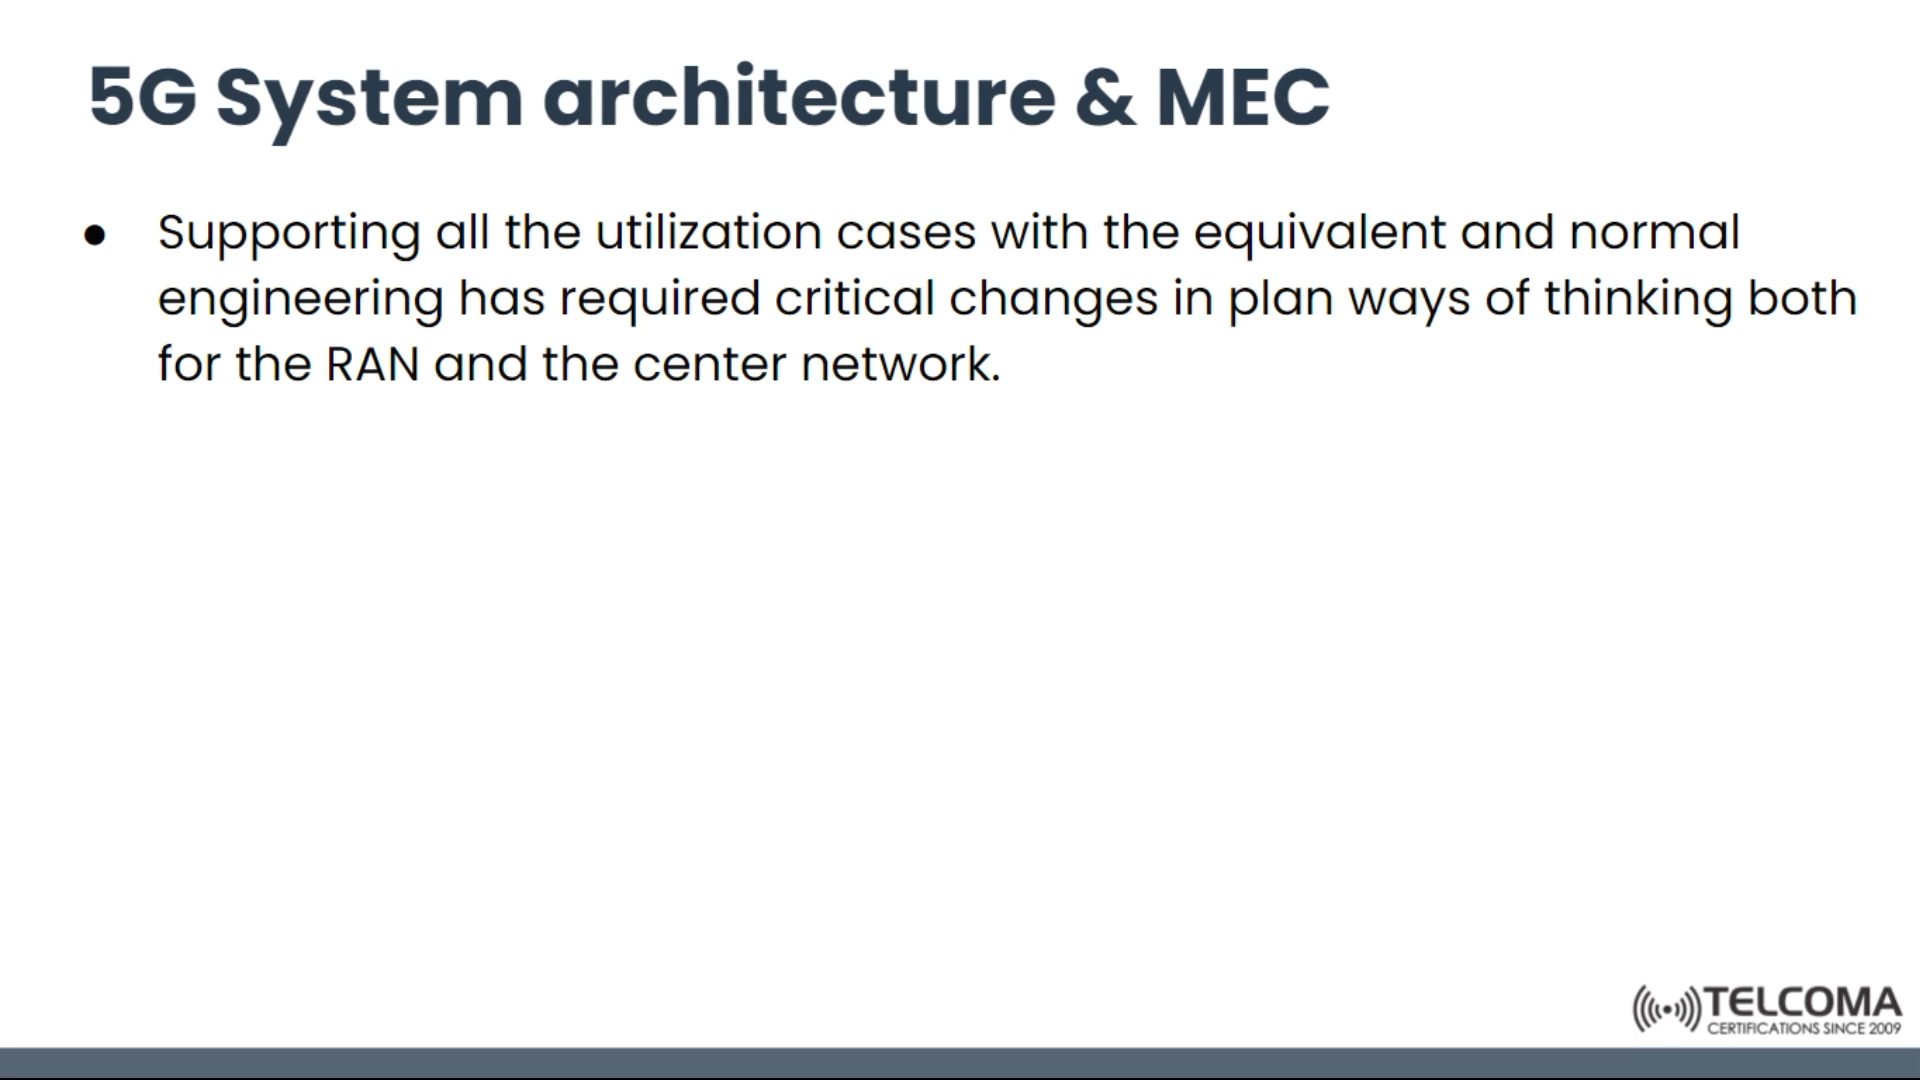 5G System architecture & MEC
● Supporting all the utilization cases with the equivalent and normal
engineering has required critical changes in plan ways of thinking both
for the RAN and the center network.
TELCOMA
CERTIFICATIONS SINCE 2009